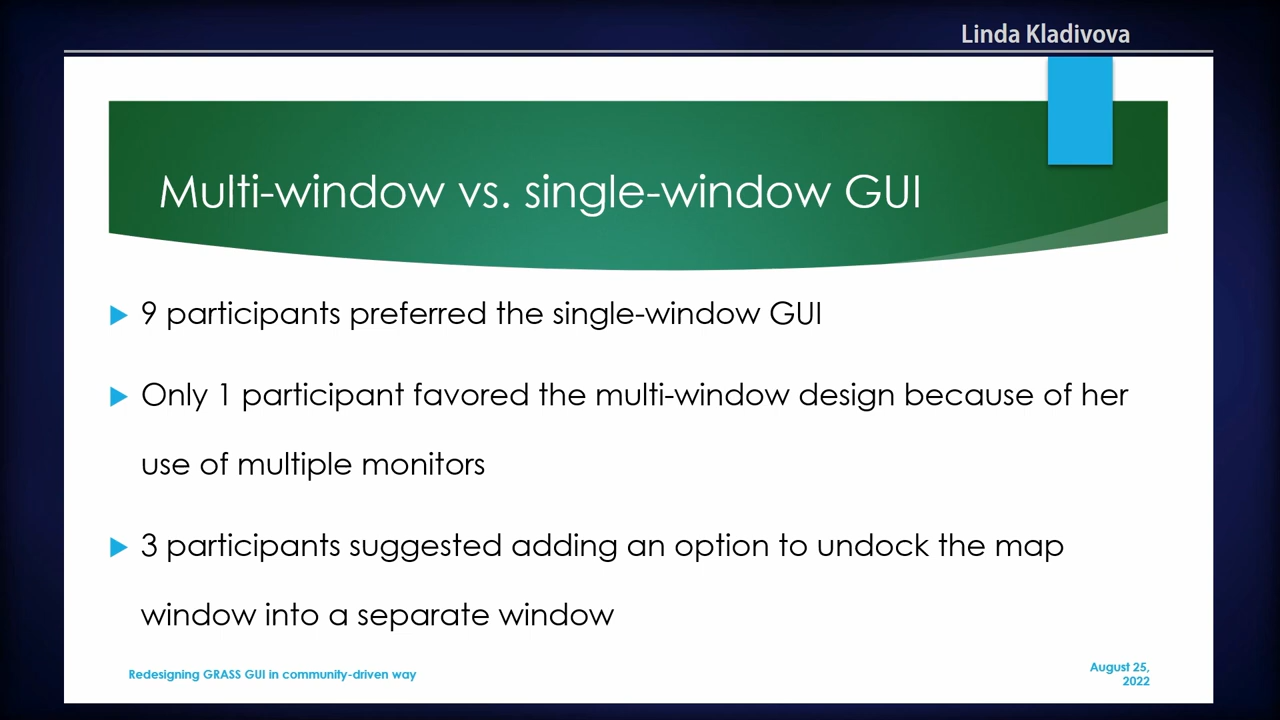 Linda Kladivova
Multi-window vs. single-window GUI
9 participants preferred the single-window GUI
Only 1 participant favored the multi-window design because of her
use of multiple monitors
3 participants suggested adding an option to undock the map
window into a separate window
Redesigning GRASS GUI in community-driven way
August 25,
2022